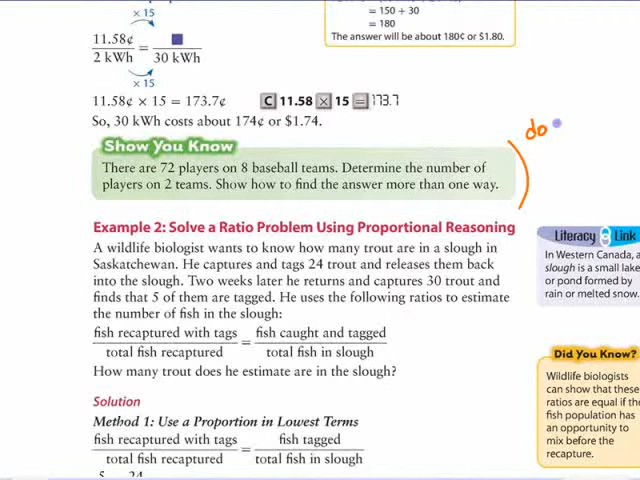 × 15
11.58¢ / 2 kWh = ■ / 30 kWh
× 15
11.58¢ × 15 = 173.7¢
C 11.58 × 15 = 173.7
So, 30 kWh costs about 174¢ or $1.74.
= 150 + 30
= 180
The answer will be about 180¢ or $1.80.
do
Show You Know
There are 72 players on 8 baseball teams. Determine the number of
players on 2 teams. Show how to find the answer more than one way.
Example 2: Solve a Ratio Problem Using Proportional Reasoning
A wildlife biologist wants to know how many trout are in a slough in
Saskatchewan. He captures and tags 24 trout and releases them back
into the slough. Two weeks later he returns and captures 30 trout and
finds that 5 of them are tagged. He uses the following ratios to estimate
the number of fish in the slough:
fish recaptured with tags / total fish recaptured = fish caught and tagged / total fish in slough
How many trout does he estimate are in the slough?
Solution
Method 1: Use a Proportion in Lowest Terms
fish recaptured with tags / total fish recaptured = fish tagged / total fish in slough
5 24
Literacy Link
In Western Canada, a
slough is a small lake
or pond formed by
rain or melted snow.
Did You Know?
Wildlife biologists
can show that these
ratios are equal if the
fish population has
an opportunity to
mix before the
recapture.